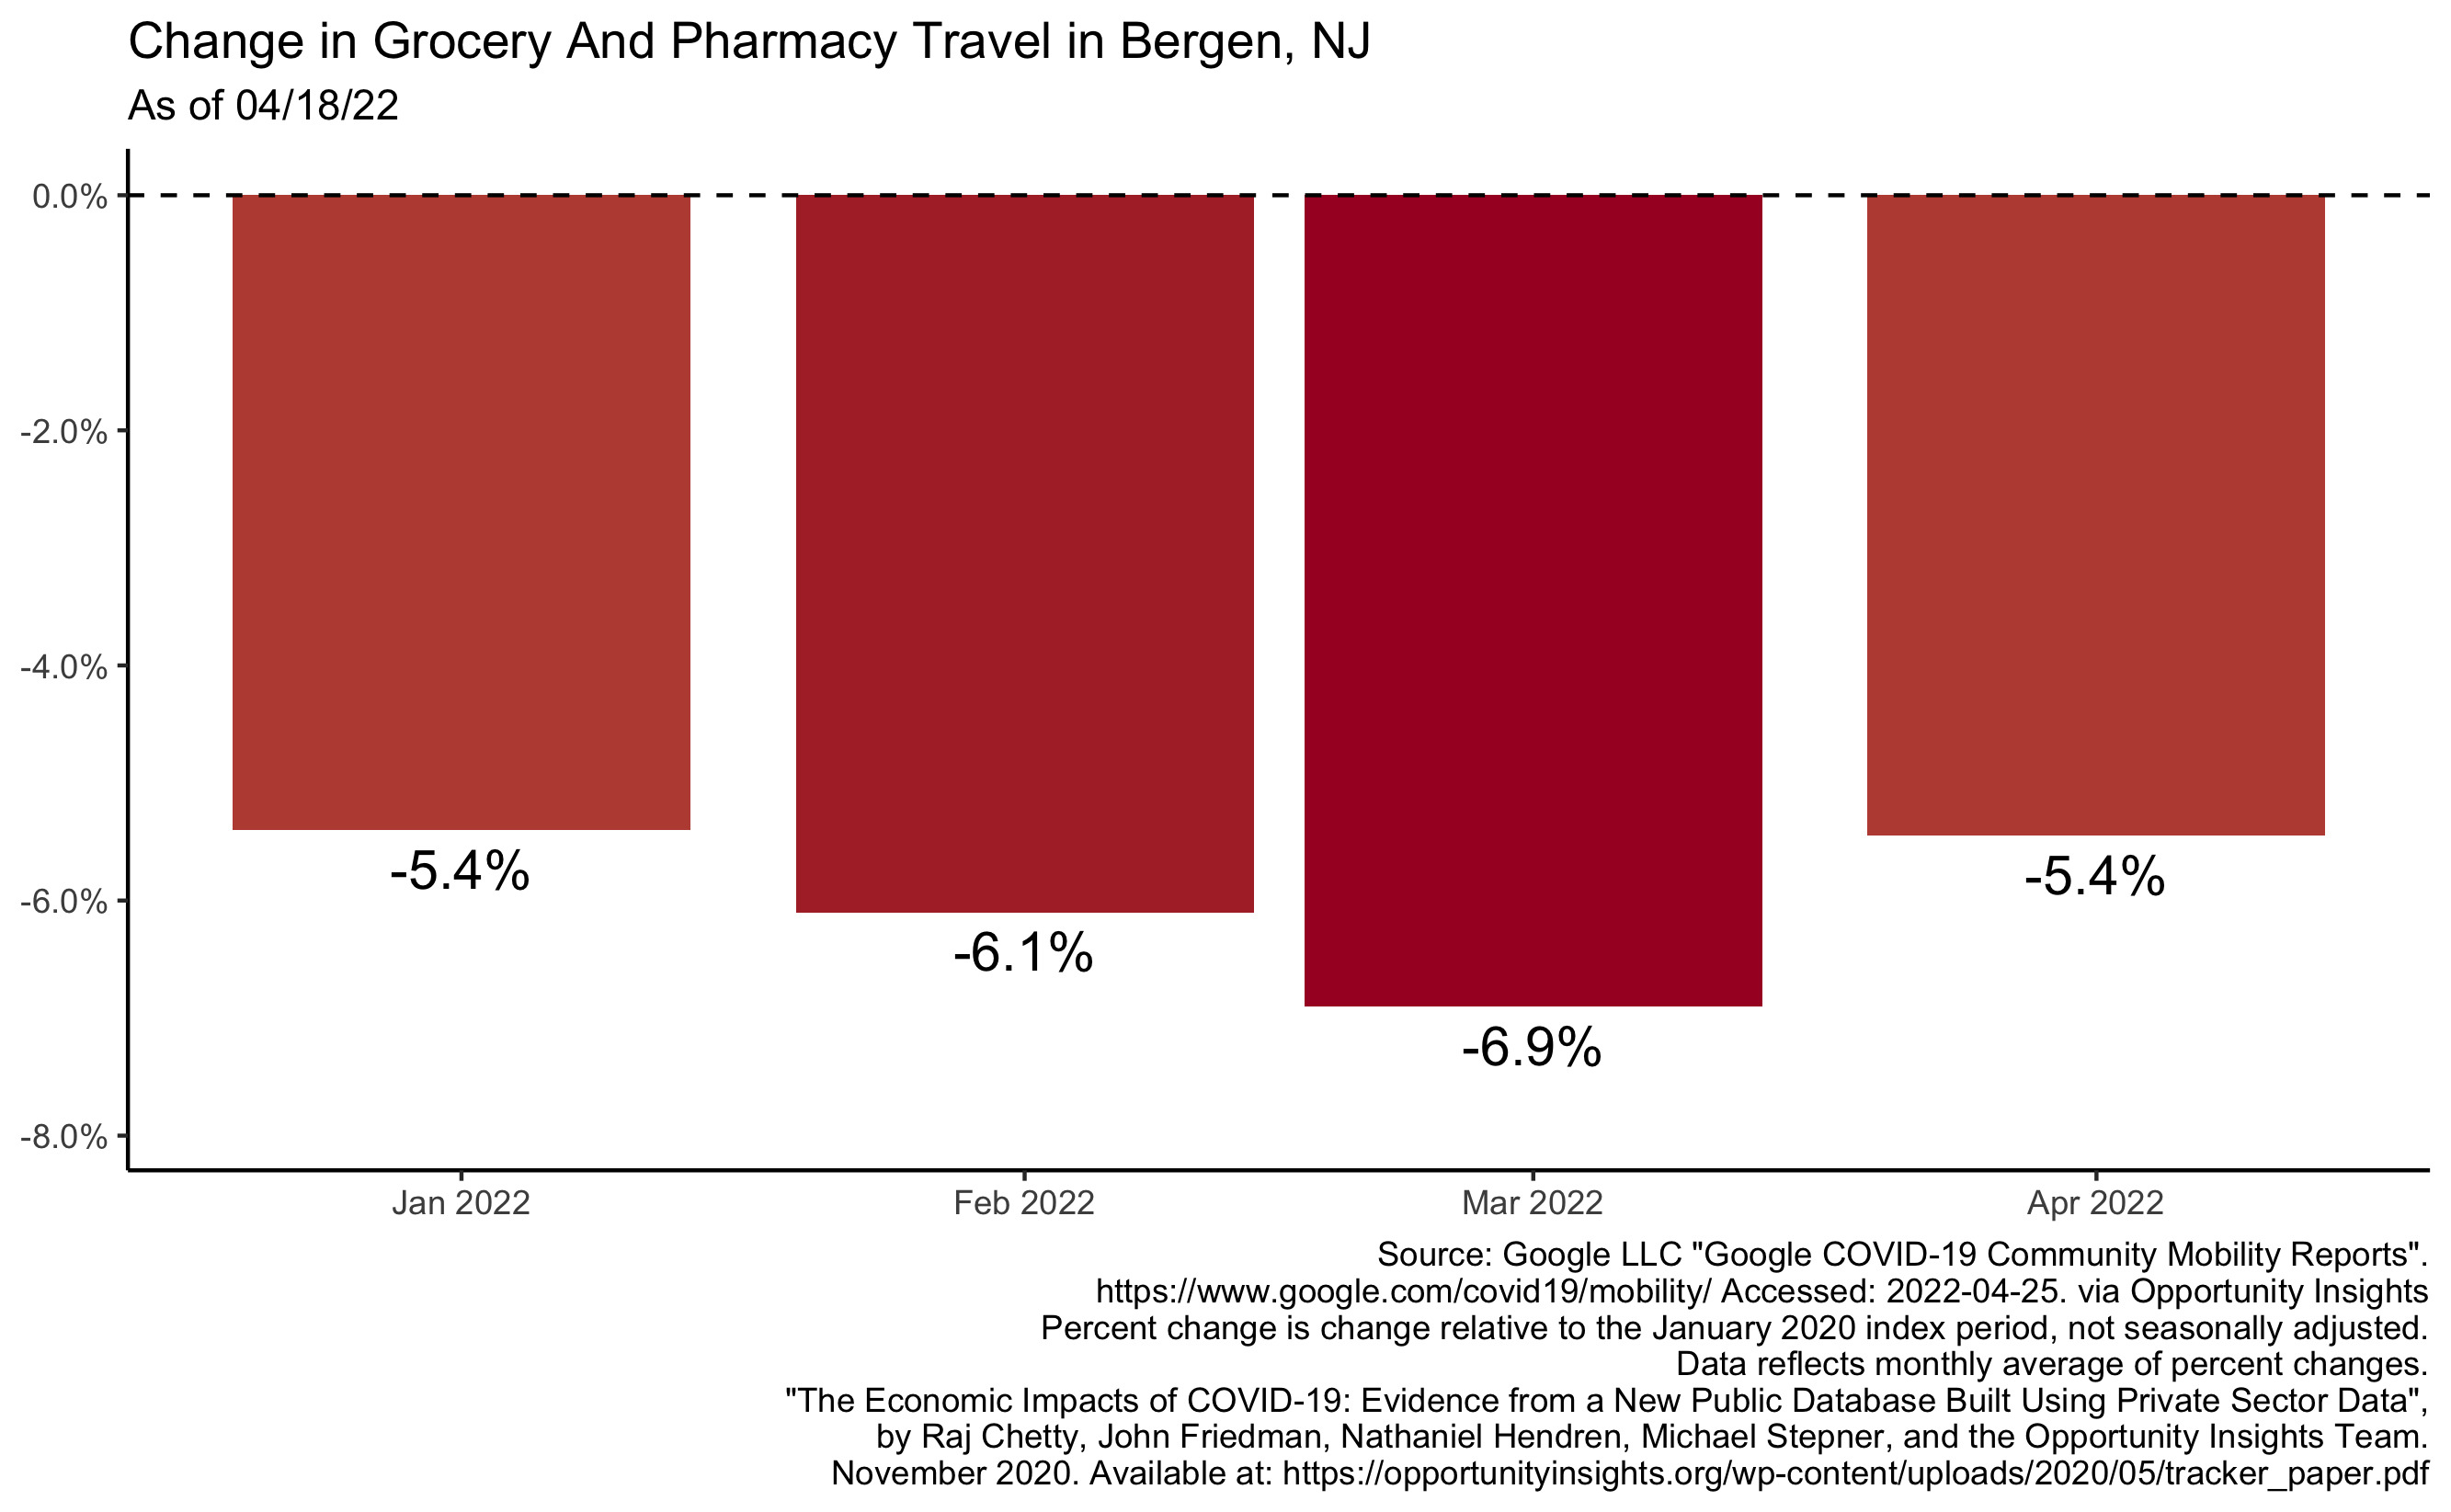 Change in Grocery And Pharmacy Travel in Bergen, NJ
As of 04/18/22
0.0%
-2.0%
-4.0%
-6.0%
-8.0%
-5.4%
-6.1%
-6.9%
-5.4%
Jan 2022
Feb 2022
Mar 2022
Apr 2022
Source: Google LLC "Google COVID-19 Community Mobility Reports".
https://www.google.com/covid19/mobility/ Accessed: 2022-04-25. via Opportunity Insights
Percent change is change relative to the January 2020 index period, not seasonally adjusted.
Data reflects monthly average of percent changes.
"The Economic Impacts of COVID-19: Evidence from a New Public Database Built Using Private Sector Data",
by Raj Chetty, John Friedman, Nathaniel Hendren, Michael Stepner, and the Opportunity Insights Team.
November 2020. Available at: https://opportunityinsights.org/wp-content/uploads/2020/05/tracker_paper.pdf